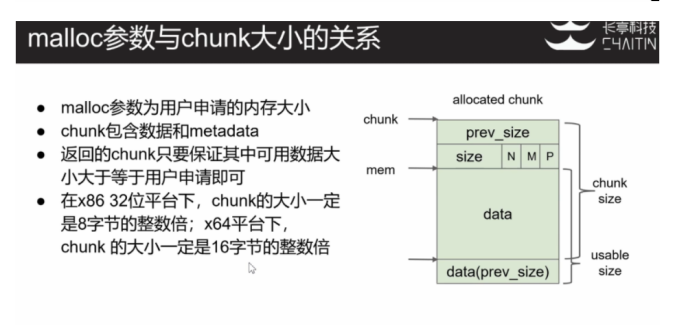 malloc参数与chunk大小的关系
长亭科技
CHAITIN
● malloc参数为用户申请的内存大小
● chunk包含数据和metadata
● 返回的chunk只要保证其中可用数据大
小大于等于用户申请即可
● 在x86 32位平台下，chunk的大小一定
是8字节的整数倍；x64平台下，
chunk 的大小一定是16字节的整数倍
allocated chunk
chunk
prev_size
size N M P
mem
chunk
size
data
usable
size
data(prev_size)